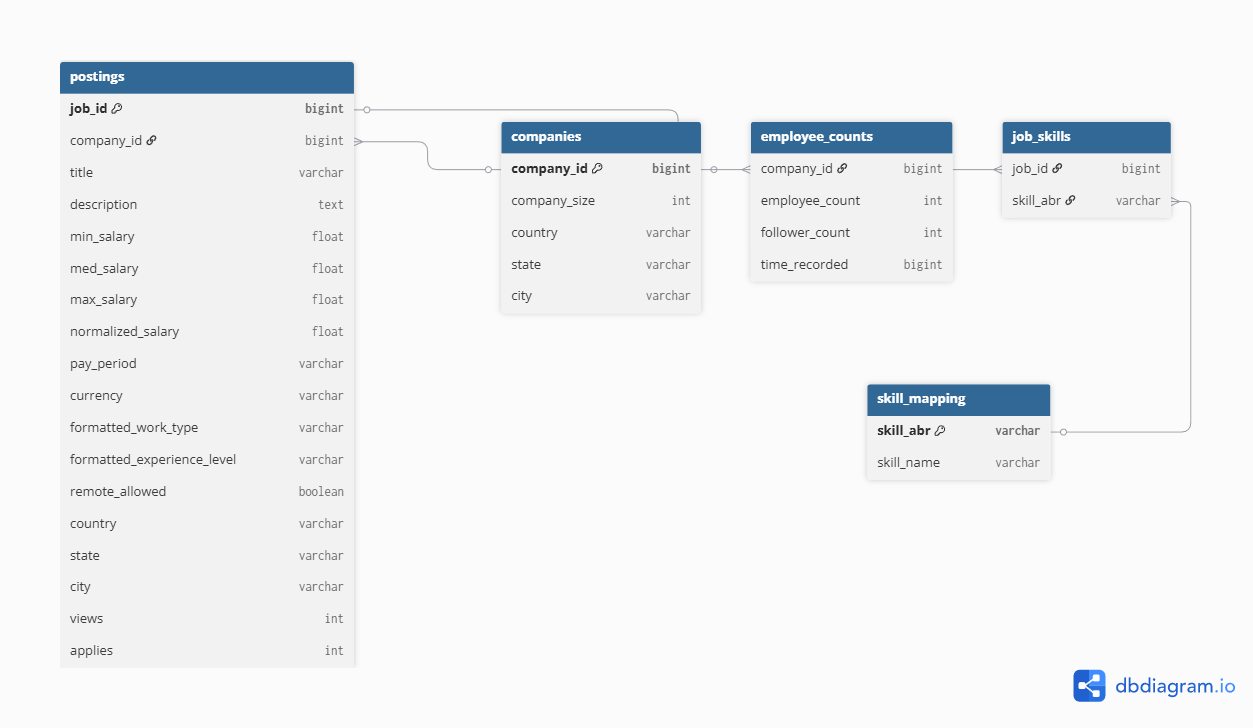 postings
job_id bigint
company_id bigint
title varchar
description text
min_salary float
med_salary float
max_salary float
normalized_salary float
pay_period varchar
currency varchar
formatted_work_type varchar
formatted_experience_level varchar
remote_allowed boolean
country varchar
state varchar
city varchar
views int
applies int
companies
company_id bigint
company_size int
country varchar
state varchar
city varchar
employee_counts
company_id bigint
employee_count int
follower_count int
time_recorded bigint
job_skills
job_id bigint
skill_abr varchar
skill_mapping
skill_abr varchar
skill_name varchar
dbdiagram.io